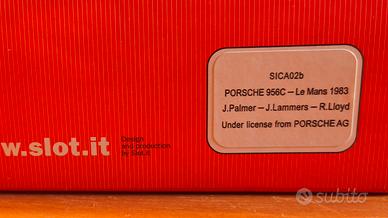 SICA02b
PORSCHE 956C – Le Mans 1983
J.Palmer – J.Lammers – R.Lloyd
Under license from PORSCHE AG
w.slot.it
Design
and production
by Slot.it
subito